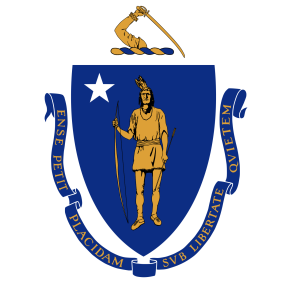 ENSE PETIT
PLACIDAM
SVB LIBERTATE
QVIETEM